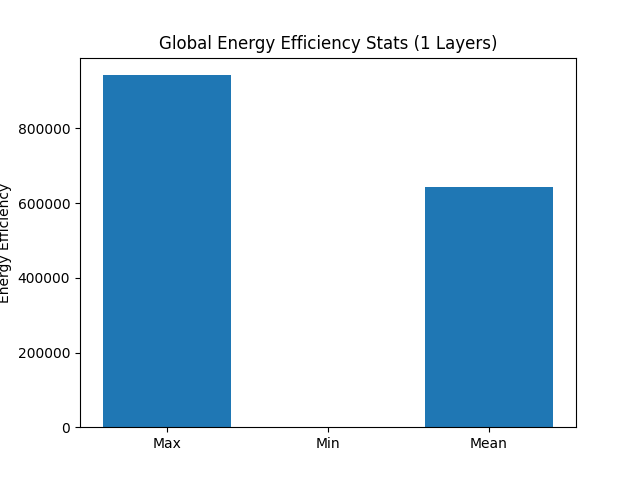 Global Energy Efficiency Stats (1 Layers)
Energy Efficiency
800000
600000
400000
200000
0
Max Min Mean